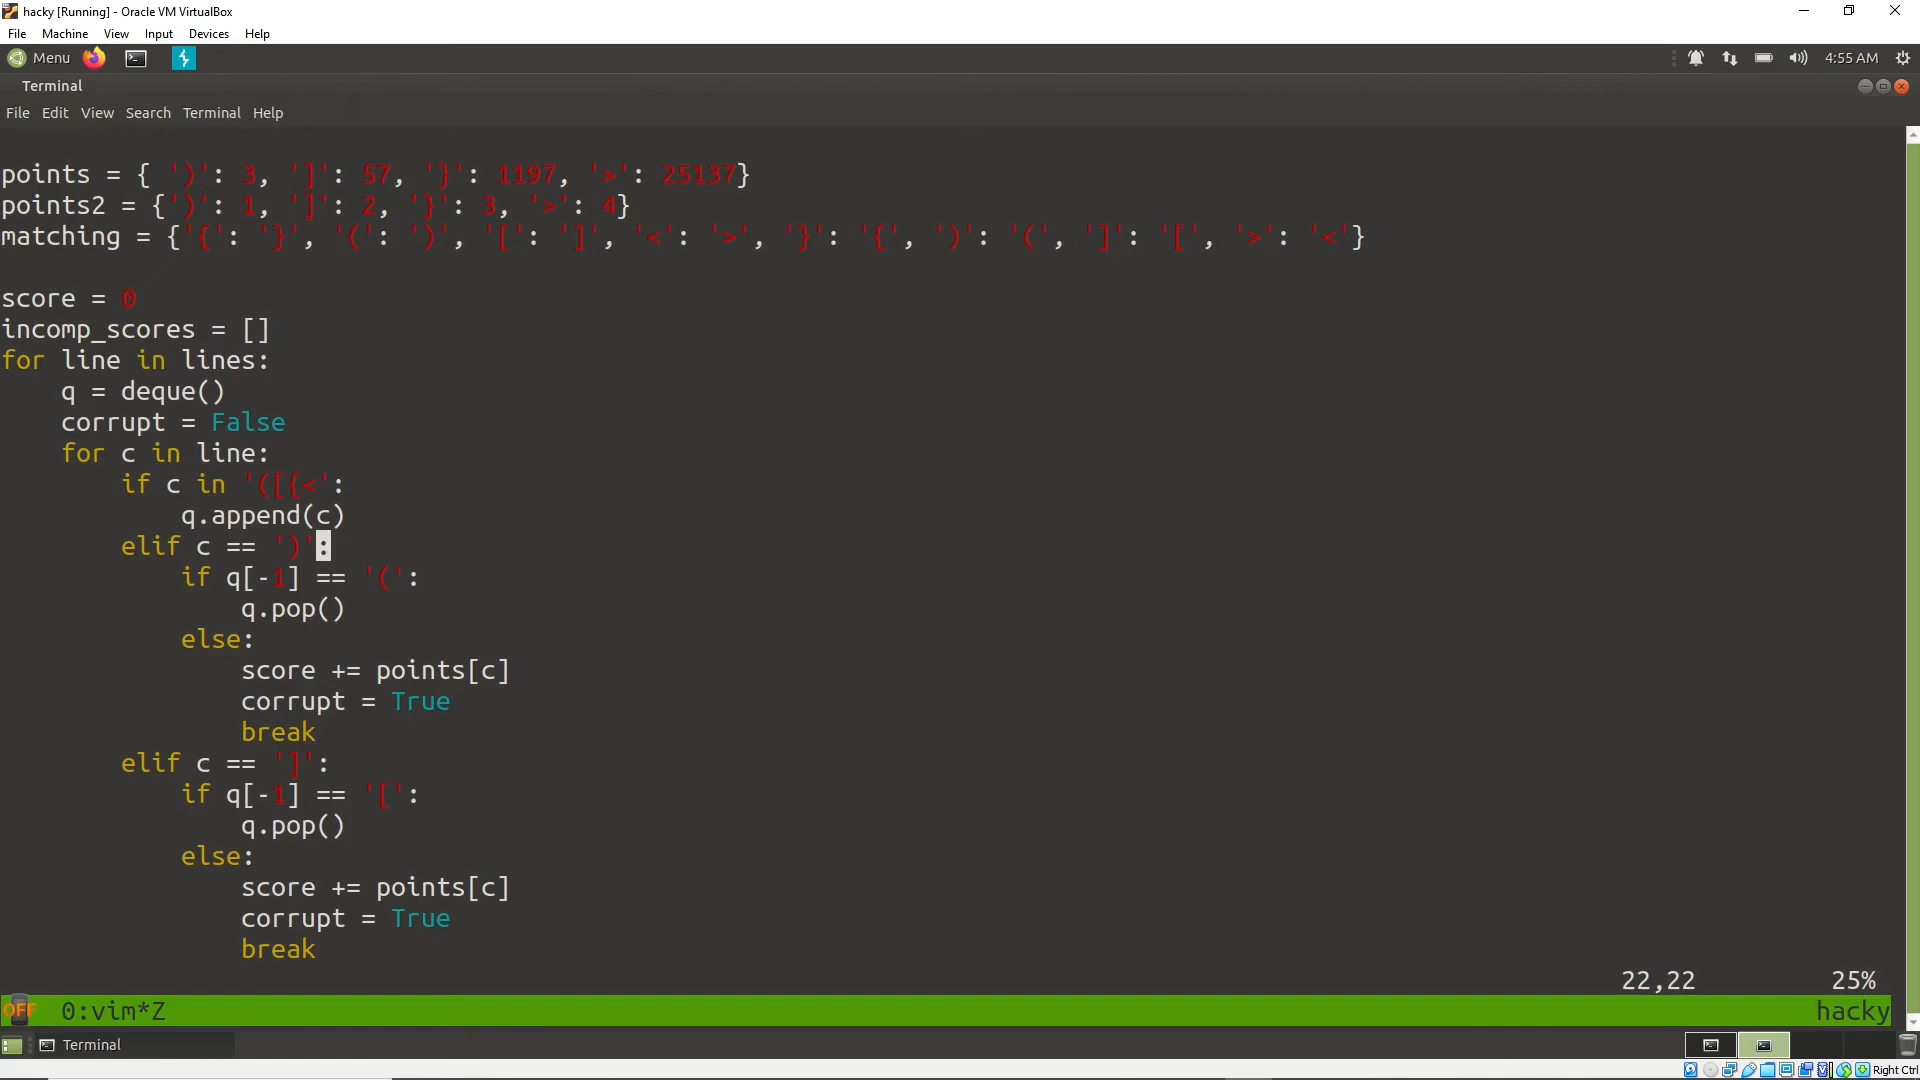 hacky [Running] - Oracle VM VirtualBox
File Machine View Input Devices Help
Menu 4:55 AM
Terminal
File Edit View Search Terminal Help
points = { ')': 3, ']': 57, '}': 1197, '>': 25137}
points2 = {')': 1, ']': 2, '}': 3, '>': 4}
matching = {'{': '}', '(': ')', '[': ']', '<': '>', '}': '{', ')': '(', ']': '[', '>': '<'}
score = 0
incomp_scores = []
for line in lines:
    q = deque()
    corrupt = False
    for c in line:
        if c in '([{<':
            q.append(c)
        elif c == ')':
            if q[-1] == '(':
                q.pop()
            else:
                score += points[c]
                corrupt = True
                break
        elif c == ']':
            if q[-1] == '[':
                q.pop()
            else:
                score += points[c]
                corrupt = True
                break
22,22 25%
OFF 0:vim*Z hacky
Terminal
Right Ctrl